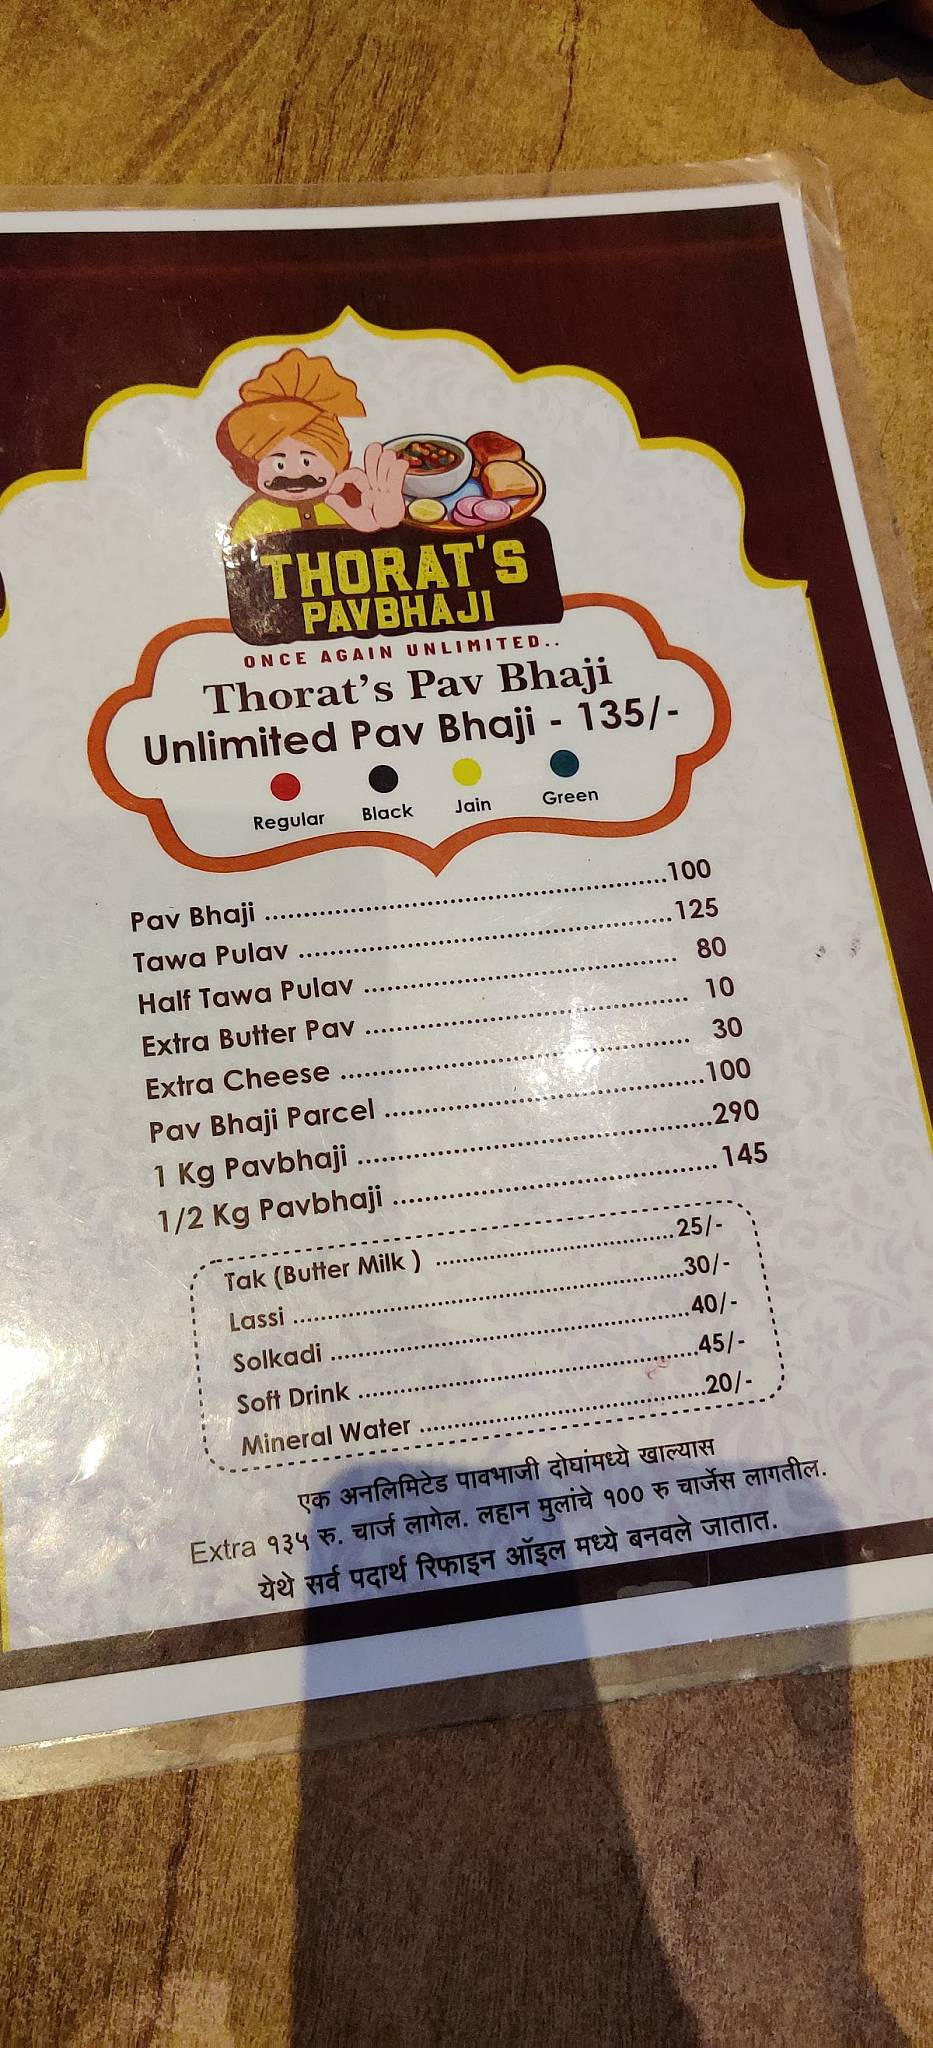 THORAT'S
PAVBHAJI
ONCE AGAIN UNLIMITED..
Thorat's Pav Bhaji
Unlimited Pav Bhaji - 135/-
Regular Black Jain Green
Pav Bhaji ..................................................... 100
Tawa Pulav ................................................... 125
Half Tawa Pulav ........................................... 80
Extra Butter Pav ............................................ 10
Extra Cheese ................................................ 30
Pav Bhaji Parcel ............................................ 100
1 Kg Pavbhaji ................................................ 290
1/2 Kg Pavbhaji ............................................. 145
Tak (Butter Milk ) ................................ 25/-
Lassi ..................................................... 30/-
Solkadi ................................................. 40/-
Soft Drink .............................................. 45/-
Mineral Water ....................................... 20/-
एक अनलिमिटेड पावभाजी दोघांमध्ये खाल्यास
Extra १३५ रु. चार्ज लागेल. लहान मुलांचे १०० रु चार्जेस लागतील.
येथे सर्व पदार्थ रिफाइन ऑइल मध्ये बनवले जातात.